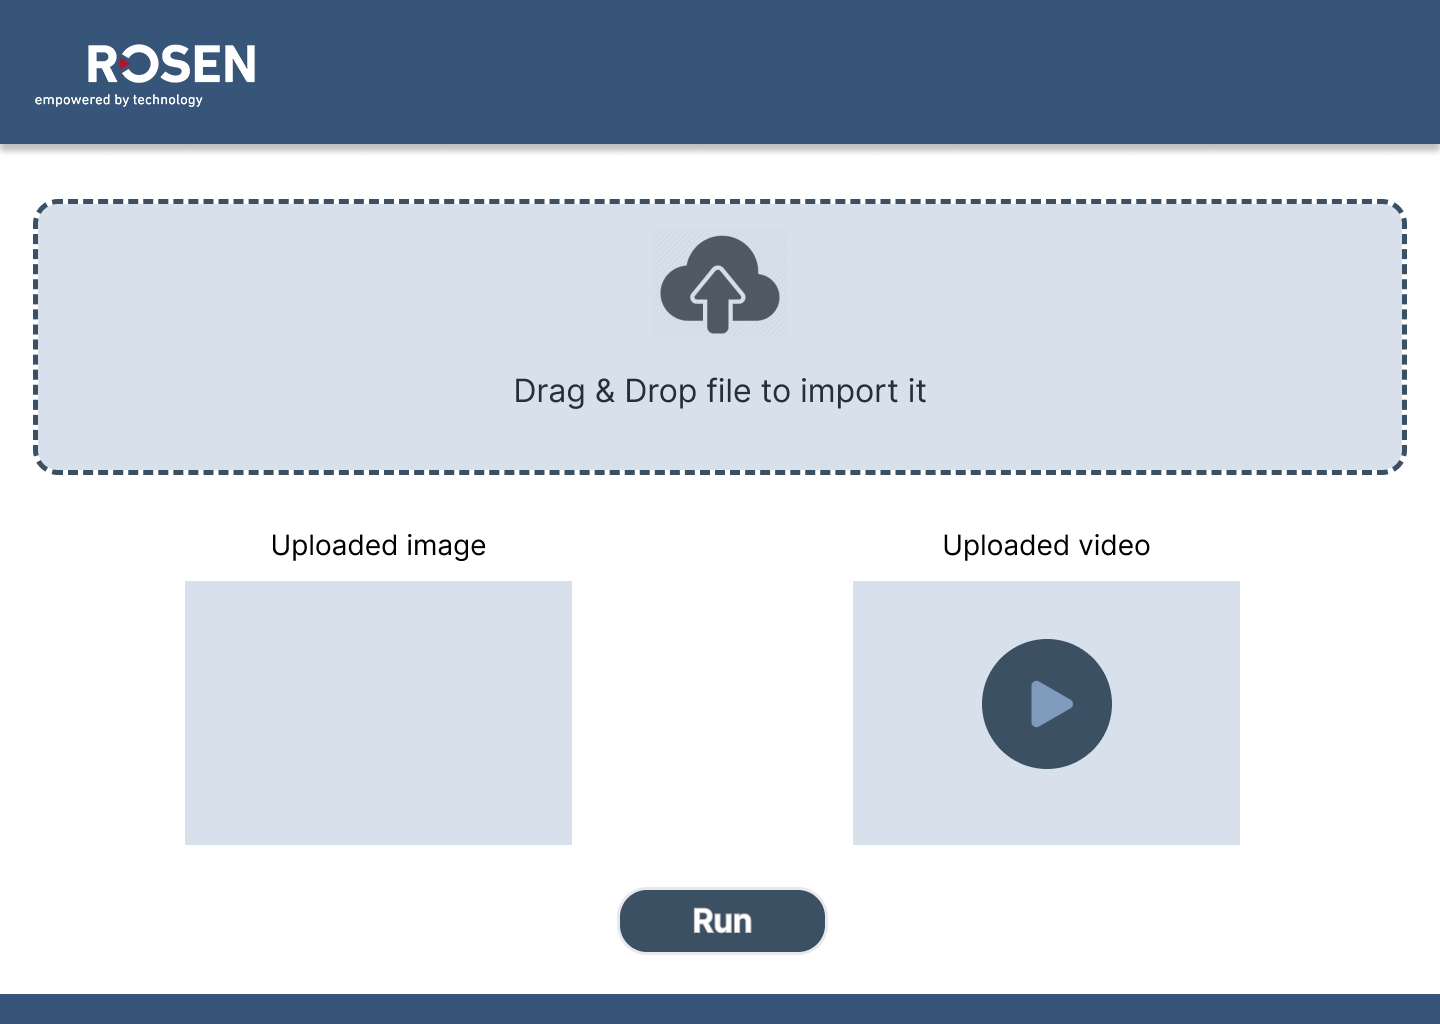 ROSEN
empowered by technology
Drag & Drop file to import it
Uploaded image
Uploaded video
Run